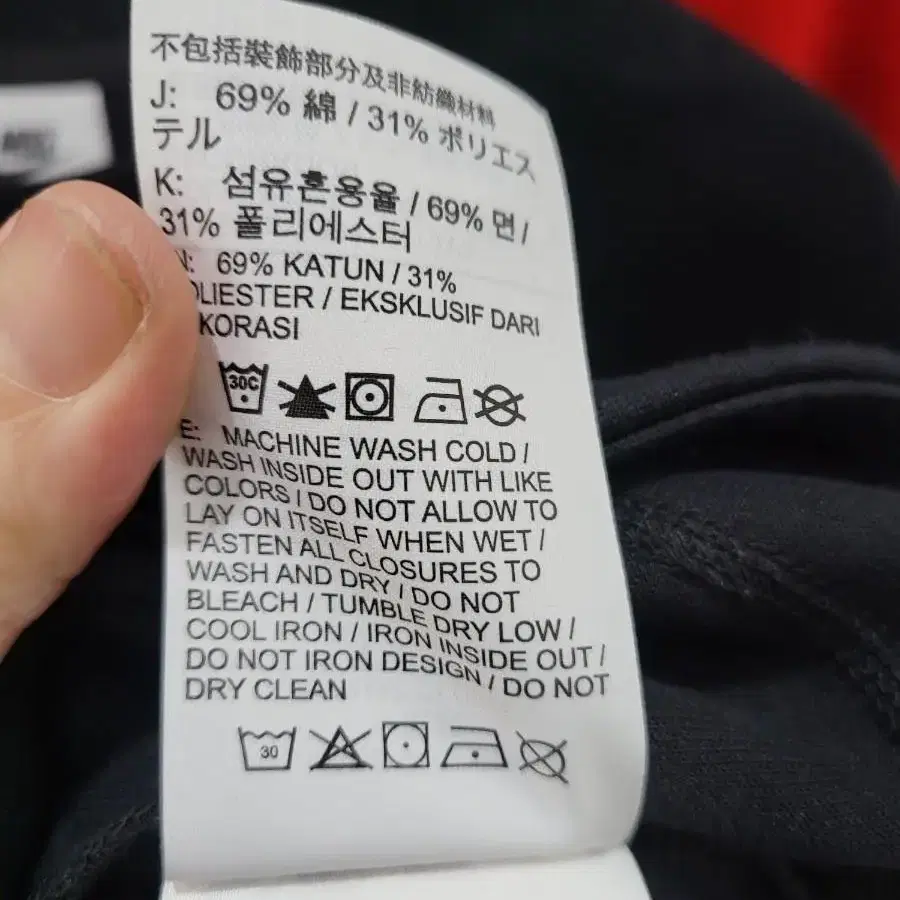 不包括裝飾部分及非紡織材料
J: 69% 綿 / 31% ポリエス
テル
K: 섬유혼용율 / 69% 면 /
31% 폴리에스터
N: 69% KATUN / 31%
OLIESTER / EKSKLUSIF DARI
KORASI
30C
E: MACHINE WASH COLD /
WASH INSIDE OUT WITH LIKE
COLORS / DO NOT ALLOW TO
LAY ON ITSELF WHEN WET /
FASTEN ALL CLOSURES TO
WASH AND DRY / DO NOT
BLEACH / TUMBLE DRY LOW /
COOL IRON / IRON INSIDE OUT /
DO NOT IRON DESIGN / DO NOT
DRY CLEAN
30